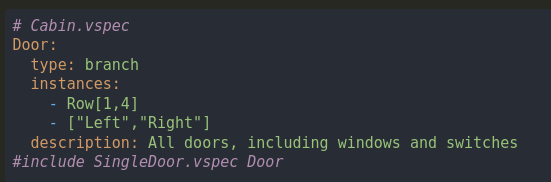 # Cabin.vspec
Door:
  type: branch
  instances:
    - Row[1,4]
    - ["Left","Right"]
  description: All doors, including windows and switches
#include SingleDoor.vspec Door